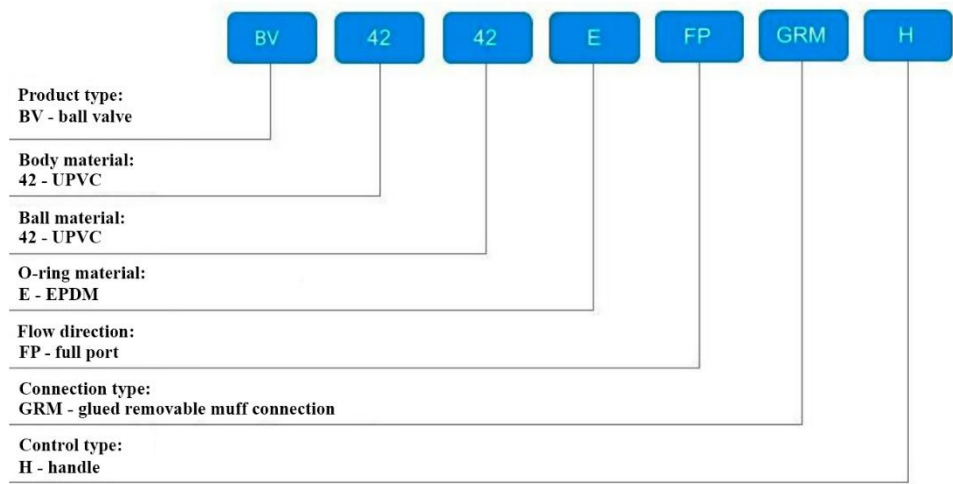 BV 42 42 E FP GRM H
Product type:
BV - ball valve
Body material:
42 - UPVC
Ball material:
42 - UPVC
O-ring material:
E - EPDM
Flow direction:
FP - full port
Connection type:
GRM - glued removable muff connection
Control type:
H - handle